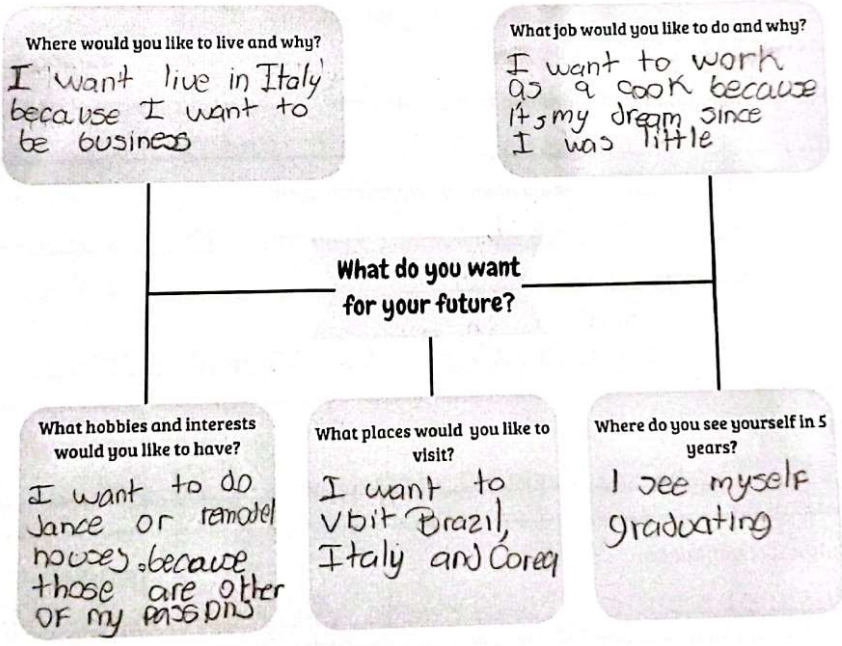 Where would you like to live and why?
I want live in Italy
because I want to
be business
What job would you like to do and why?
I want to work
as a cook because
it's my dream since
I was little
What do you want
for your future?
What hobbies and interests
would you like to have?
I want to do
dance or remodel
houses, because
those are other
of my passions
What places would you like to
visit?
I want to
visit Brazil,
Italy and Corea
Where do you see yourself in 5
years?
I see myself
graduating